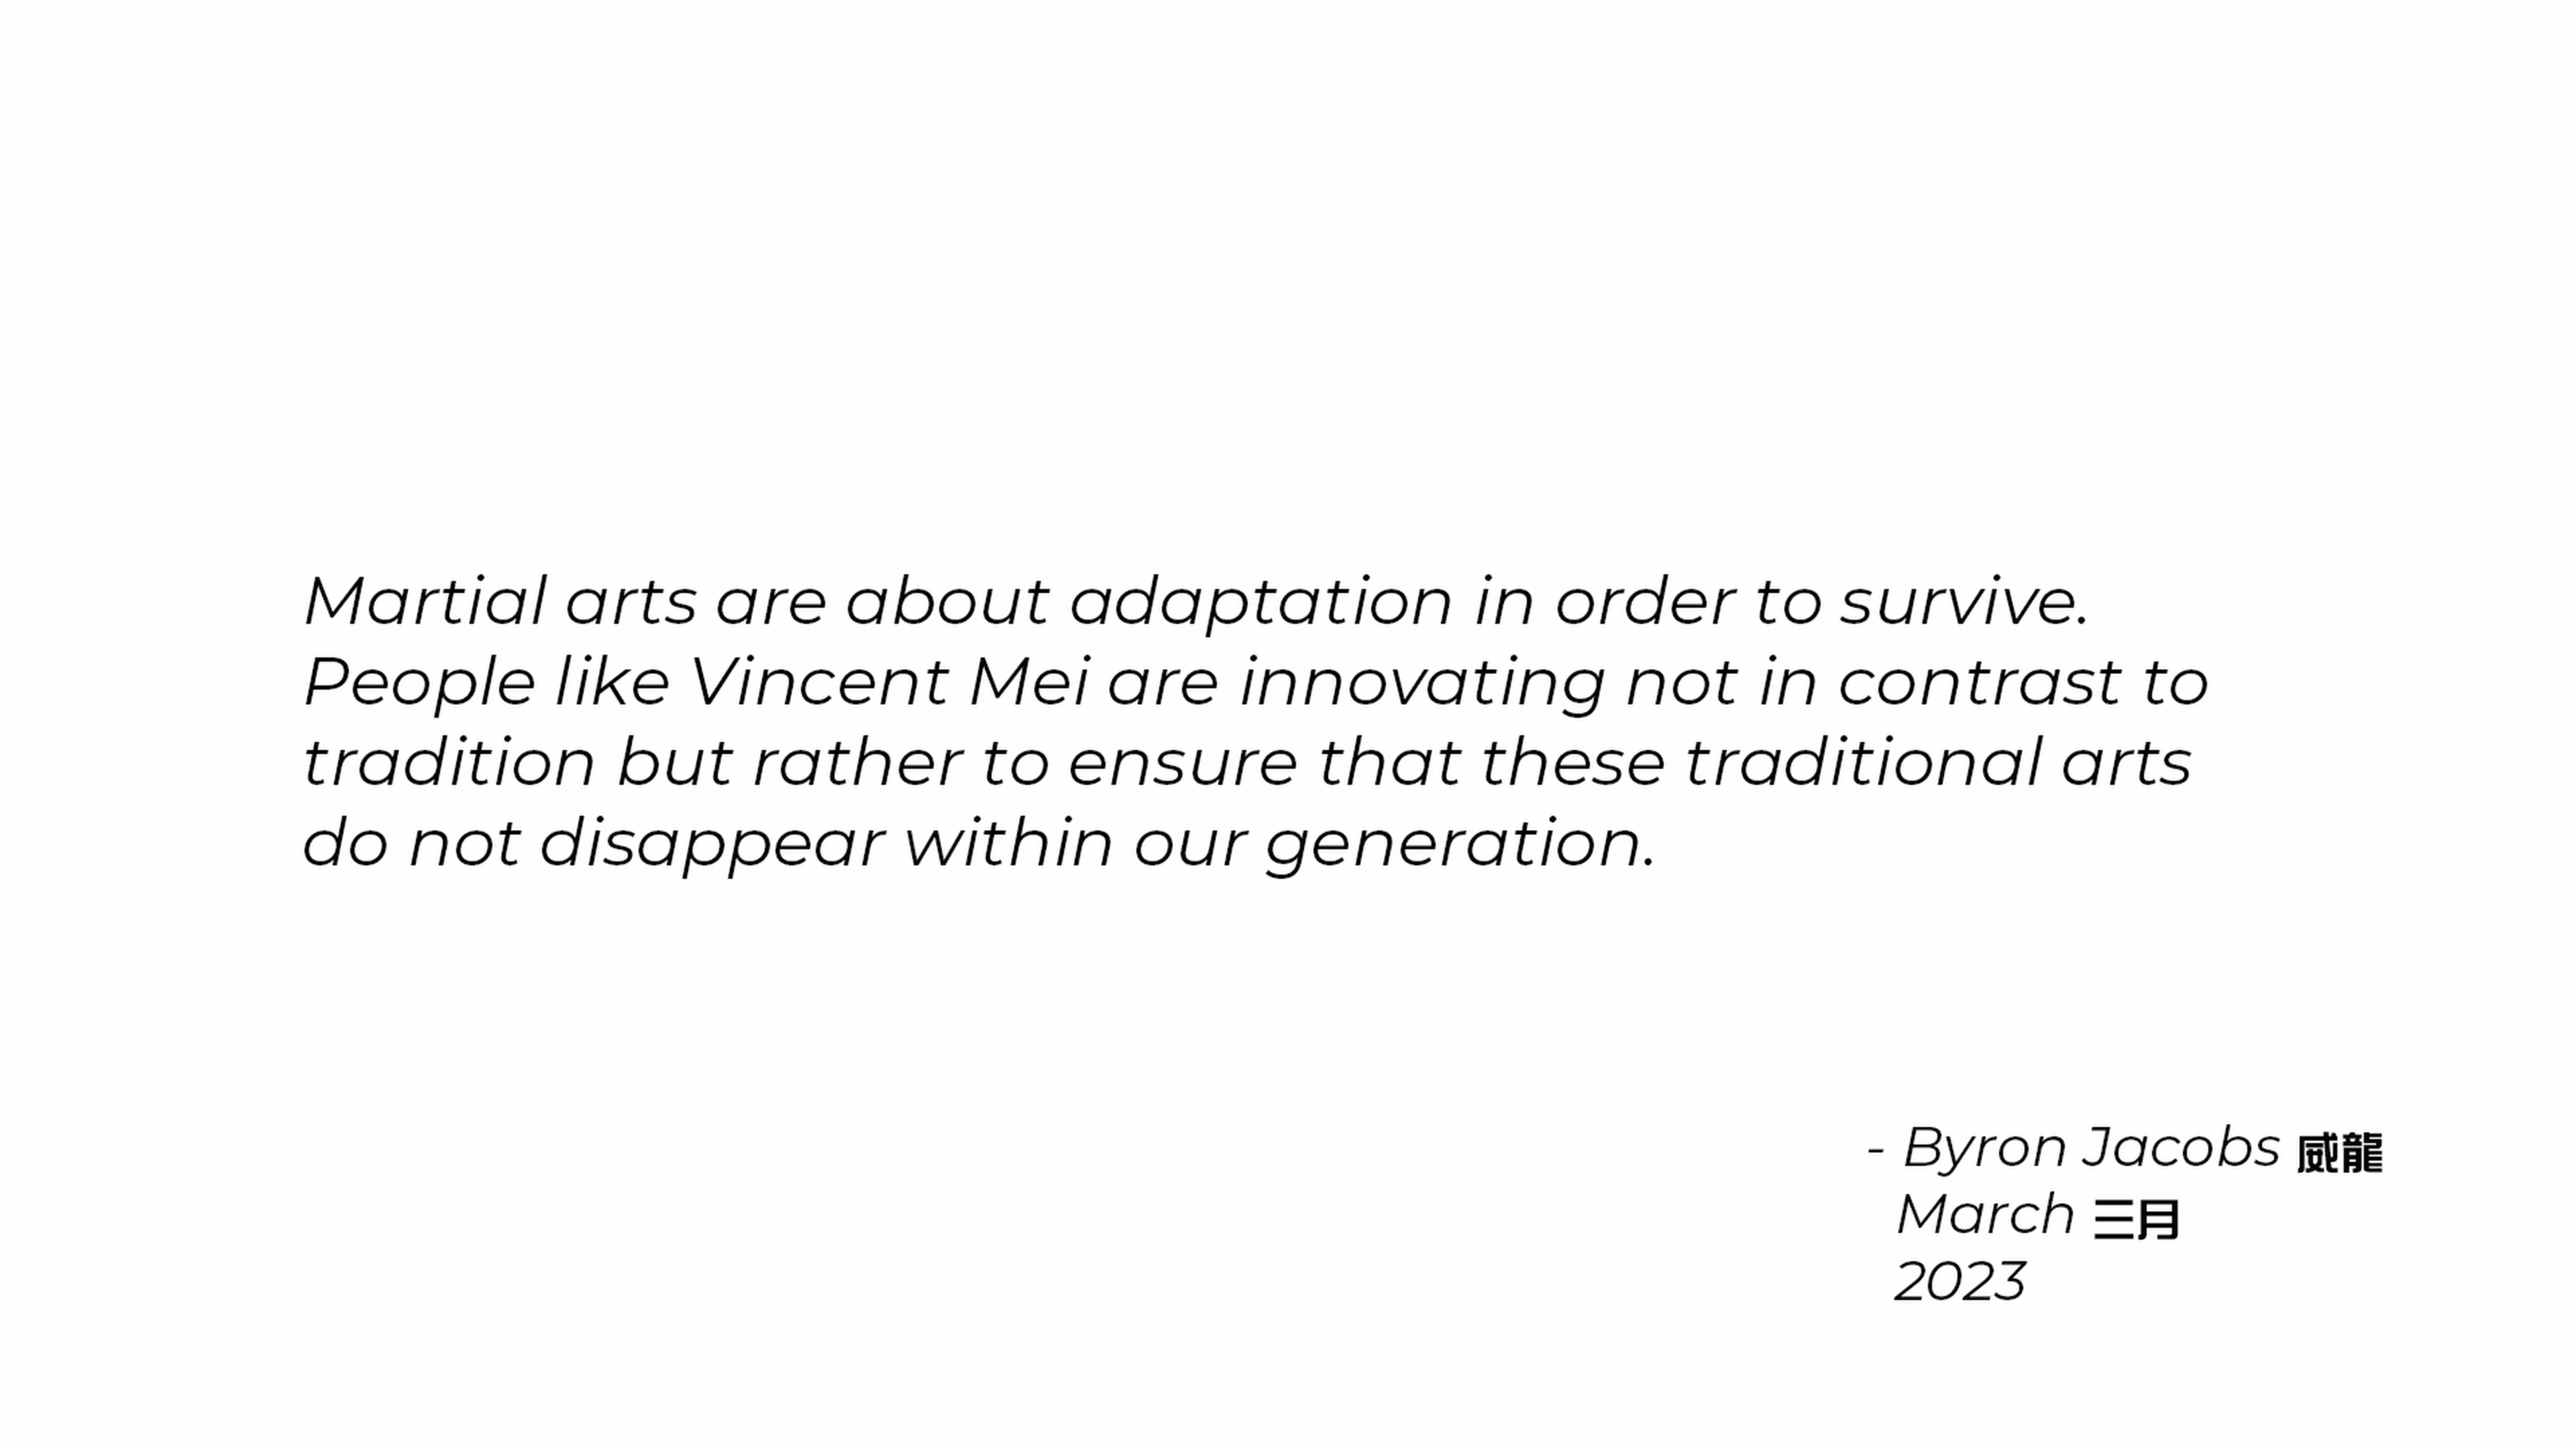 Martial arts are about adaptation in order to survive.
People like Vincent Mei are innovating not in contrast to
tradition but rather to ensure that these traditional arts
do not disappear within our generation.
- Byron Jacobs 威龍
March 三月
2023